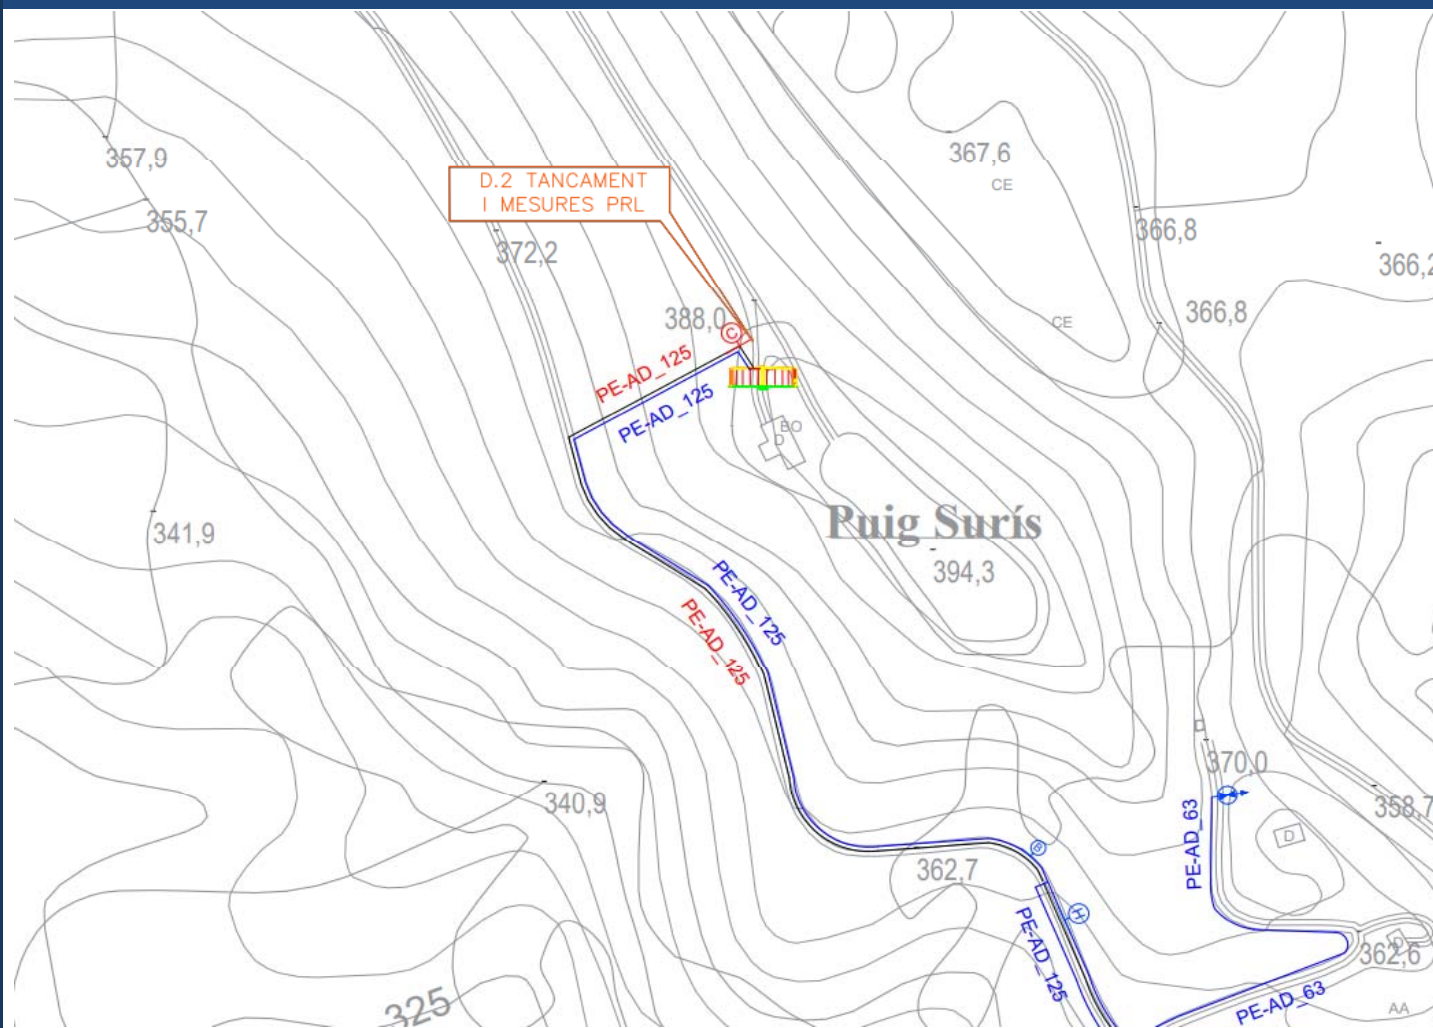 357,9
367,6
CE
D.2 TANCAMENT
I MESURES PRL
355,7
366,8
372,2
366,2
388,0
C
CE
366,8
PE-AD_125
PE-AD_125
BO
D
Puig Surís
341,9
394,3
PE-AD_125
PE-AD_125
D
370,0
340,9
358,7
PE-AD_63
D
B
362,7
H
PE-AD_125
D
362,6
PE-AD_63
325
AA